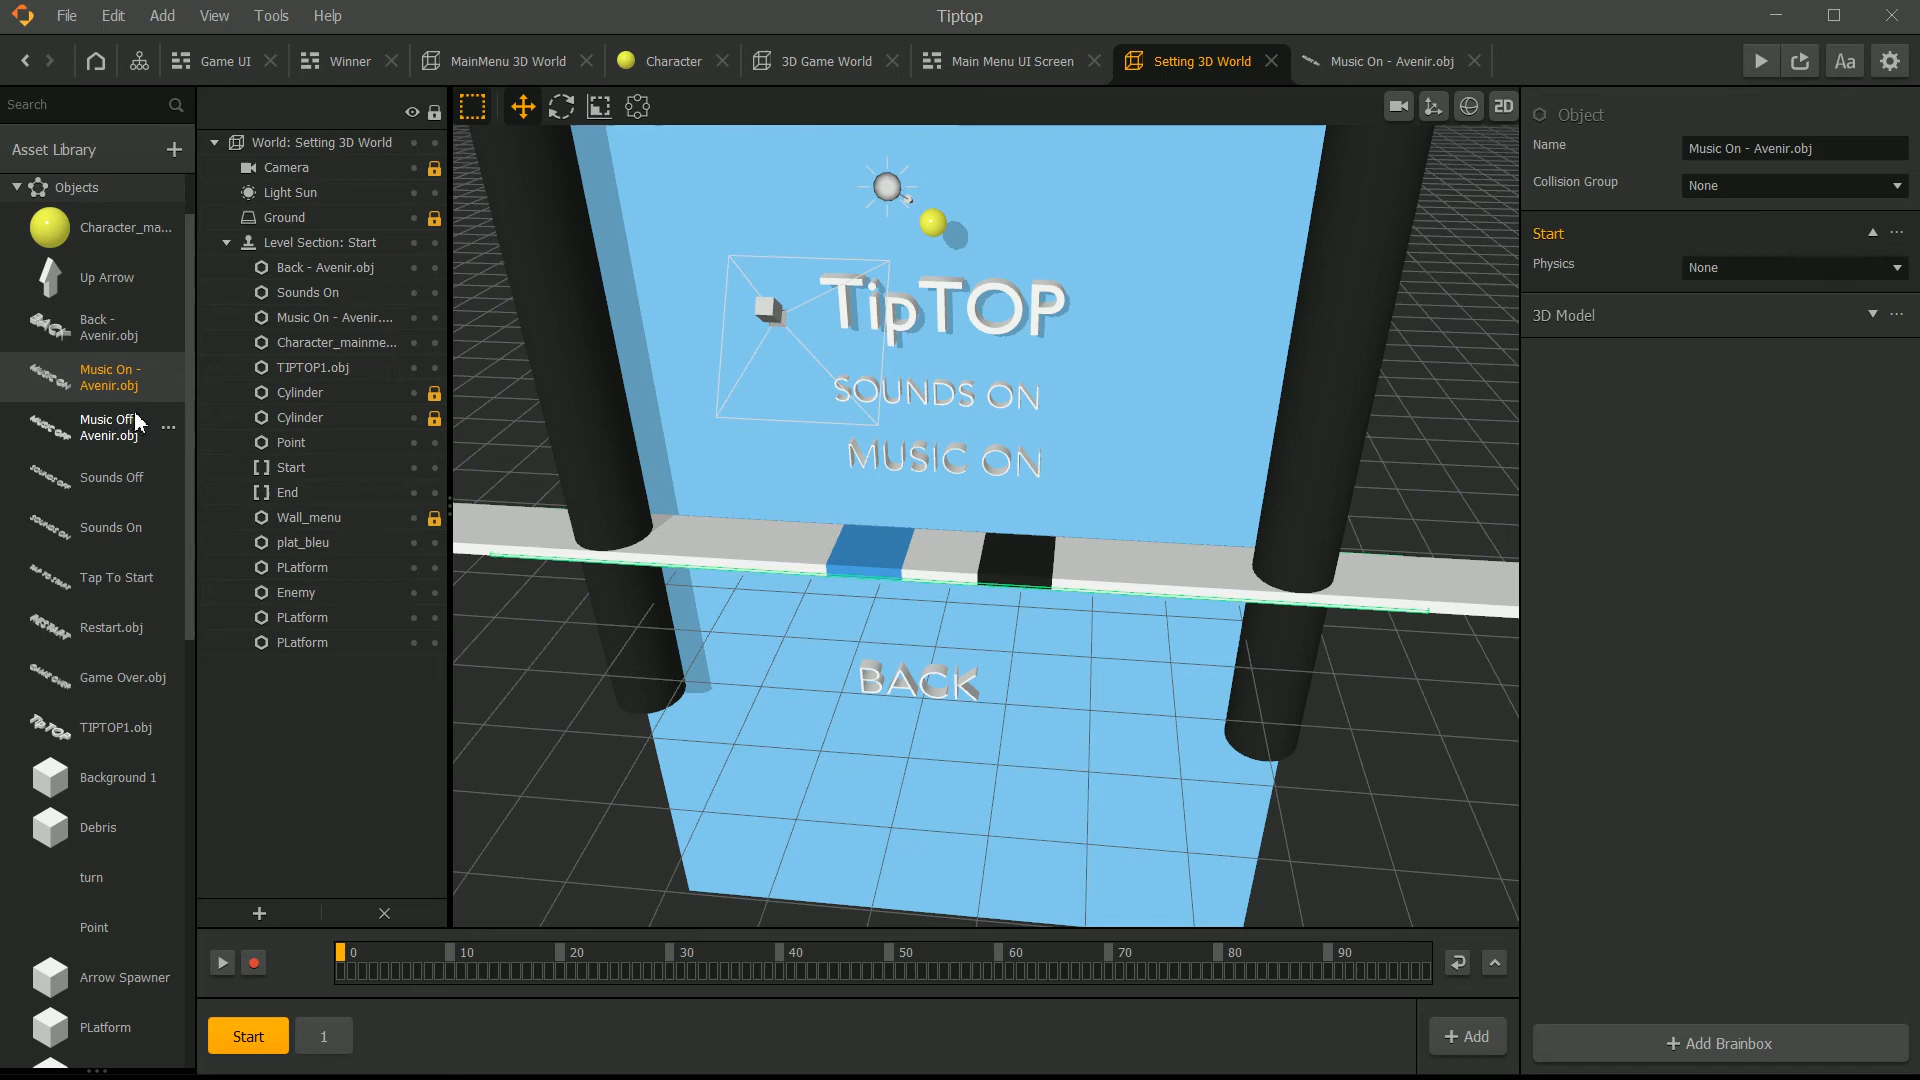 File Edit Add View Tools Help
Tiptop
Game UI
Winner
MainMenu 3D World
Character
3D Game World
Main Menu UI Screen
Setting 3D World
Music On - Avenir.obj
Aa
Search
Asset Library
Objects
Character_ma...
Up Arrow
Back -
Avenir.obj
Music On -
Avenir.obj
Music Off
Avenir.obj
Sounds Off
Sounds On
Tap To Start
Restart.obj
Game Over.obj
TIPTOP1.obj
Background 1
Debris
turn
Point
Arrow Spawner
PLatform
World: Setting 3D World
Camera
Light Sun
Ground
Level Section: Start
Back - Avenir.obj
Sounds On
Music On - Avenir....
Character_mainme...
TIPTOP1.obj
Cylinder
Cylinder
Point
Start
End
Wall_menu
plat_bleu
PLatform
Enemy
PLatform
PLatform
2D
TipTOP
SOUNDS ON
MUSIC ON
BACK
0 10 20 30 40 50 60 70 80 90
Start
1
+ Add
Object
Name
Music On - Avenir.obj
Collision Group
None
Start
Physics
None
3D Model
+ Add Brainbox